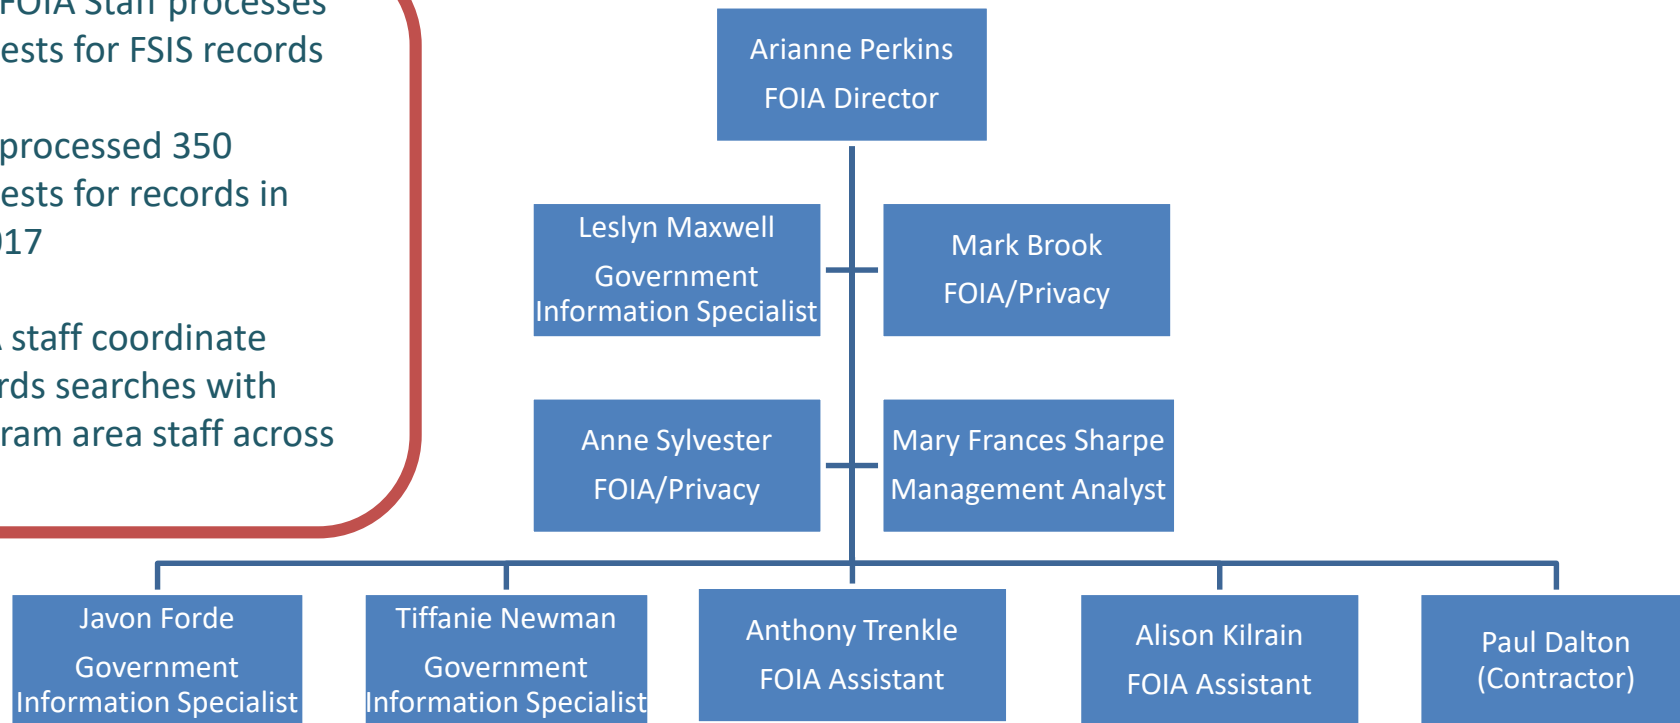 FOIA Staff processes
ests for FSIS records
processed 350
ests for records in
017
staff coordinate
rds searches with
ram area staff across
Arianne Perkins
FOIA Director
Leslyn Maxwell
Government
Information Specialist
Mark Brook
FOIA/Privacy
Anne Sylvester
FOIA/Privacy
Mary Frances Sharpe
Management Analyst
Javon Forde
Government
Information Specialist
Tiffanie Newman
Government
Information Specialist
Anthony Trenkle
FOIA Assistant
Alison Kilrain
FOIA Assistant
Paul Dalton
(Contractor)